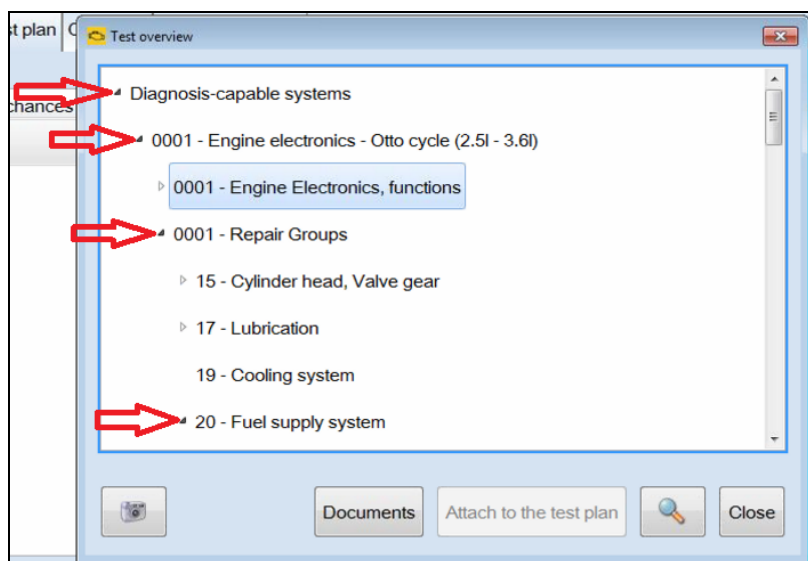 st plan
Test overview
chances
Diagnosis-capable systems
0001 - Engine electronics - Otto cycle (2.5l - 3.6l)
0001 - Engine Electronics, functions
0001 - Repair Groups
15 - Cylinder head, Valve gear
17 - Lubrication
19 - Cooling system
20 - Fuel supply system
Documents
Attach to the test plan
Close